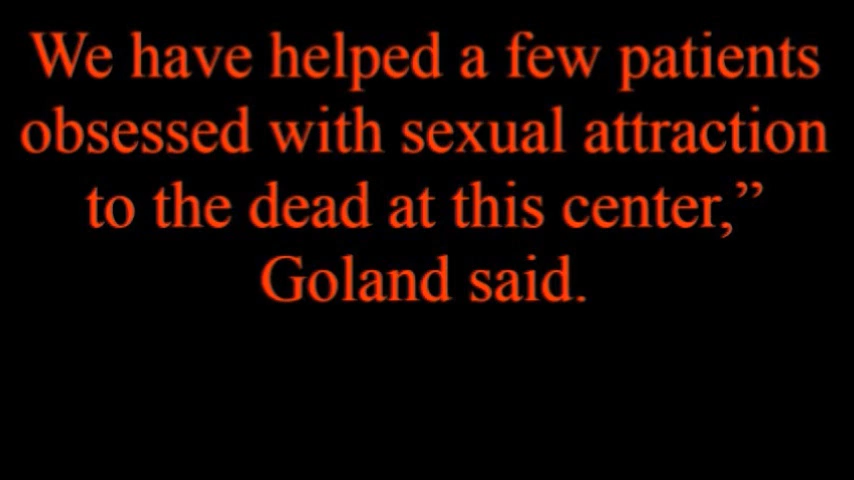 We have helped a few patients
obsessed with sexual attraction
to the dead at this center,”
Goland said.